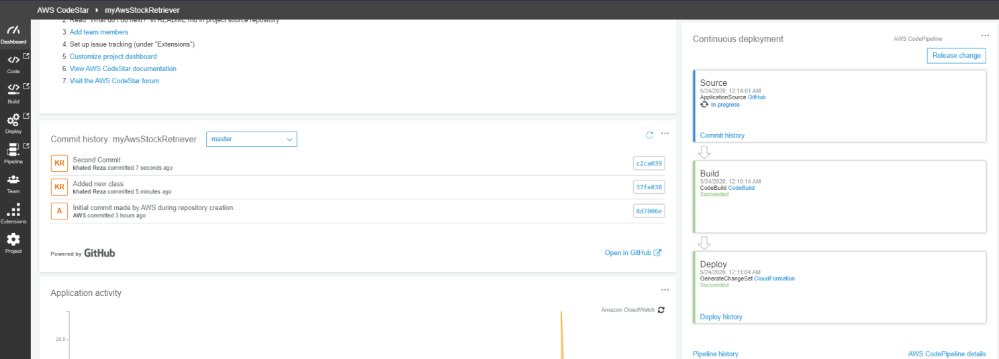 AWS CodeStar myAwsStockRetriever
Dashboard
Code
Build
Deploy
Pipeline
Team
Extensions
Project
2. Read "What do I do next?" in README.md in project source repository
3. Add team members
4. Set up issue tracking (under "Extensions")
5. Customize project dashboard
6. View AWS CodeStar documentation
7. Visit the AWS CodeStar forum
Commit history: myAwsStockRetriever master
KR Second Commit
khaled Reza committed 7 seconds ago
c2ca039
KR Added new class
khaled Reza committed 5 minutes ago
37fe838
A Initial commit made by AWS during repository creation.
AWS committed 3 hours ago
8d7806e
Powered by GitHub
Open in GitHub
Application activity
Amazon CloudWatch
20.0
Continuous deployment
AWS CodePipeline
Release change
Source
5/24/2020, 12:14:01 AM
ApplicationSource GitHub
In progress
Commit history
Build
5/24/2020, 12:10:14 AM
CodeBuild CodeBuild
Succeeded
Deploy
5/24/2020, 12:11:04 AM
GenerateChangeSet CloudFormation
Succeeded
Deploy history
Pipeline history
AWS CodePipeline details